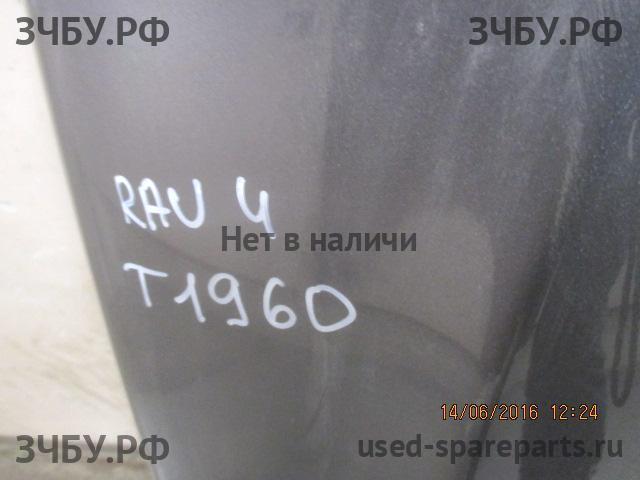 ЗЧБУ.РФ ЗЧБУ.РФ
RAV 4
Нет в наличи
T1960
14/06/2016 12:24
ЗЧБУ.РФ used-spareparts.ru